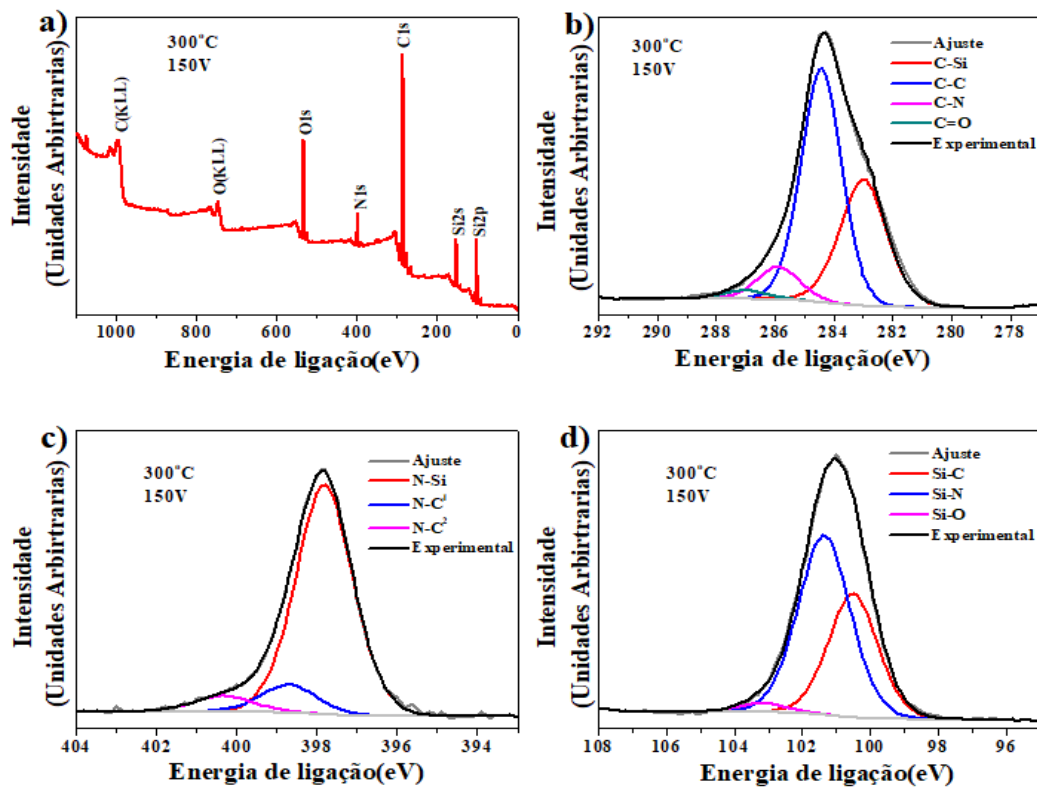 a)
300°C
150V
C(KLL)
O(KLL)
O1s
N1s
C1s
Si2s
Si2p
Intensidade
(Unidades Arbirtrarias)
1000 800 600 400 200 0
Energia de ligação(eV)
b)
300°C
150V
Ajuste
C-Si
C-C
C-N
C=O
Experimental
Intensidade
(Unidades Arbirtrarias)
292 290 288 286 284 282 280 278
Energia de ligação(eV)
c)
300°C
150V
Ajuste
N-Si
N-C¹
N-C²
Experimental
Intensidade
(Unidades Arbirtrarias)
404 402 400 398 396 394
Energia de ligação(eV)
d)
300°C
150V
Ajuste
Si-C
Si-N
Si-O
Experimental
Intensidade
(Unidades Arbirtrarias)
108 106 104 102 100 98 96
Energia de ligação(eV)